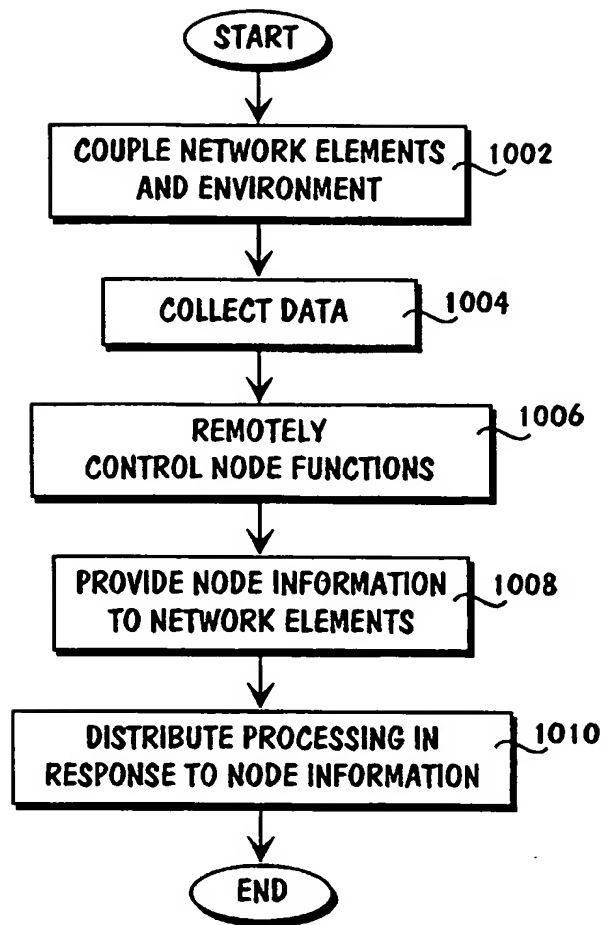 START
COUPLE NETWORK ELEMENTS
AND ENVIRONMENT
1002
COLLECT DATA
1004
REMOTELY
CONTROL NODE FUNCTIONS
1006
PROVIDE NODE INFORMATION
TO NETWORK ELEMENTS
1008
DISTRIBUTE PROCESSING IN
RESPONSE TO NODE INFORMATION
1010
END